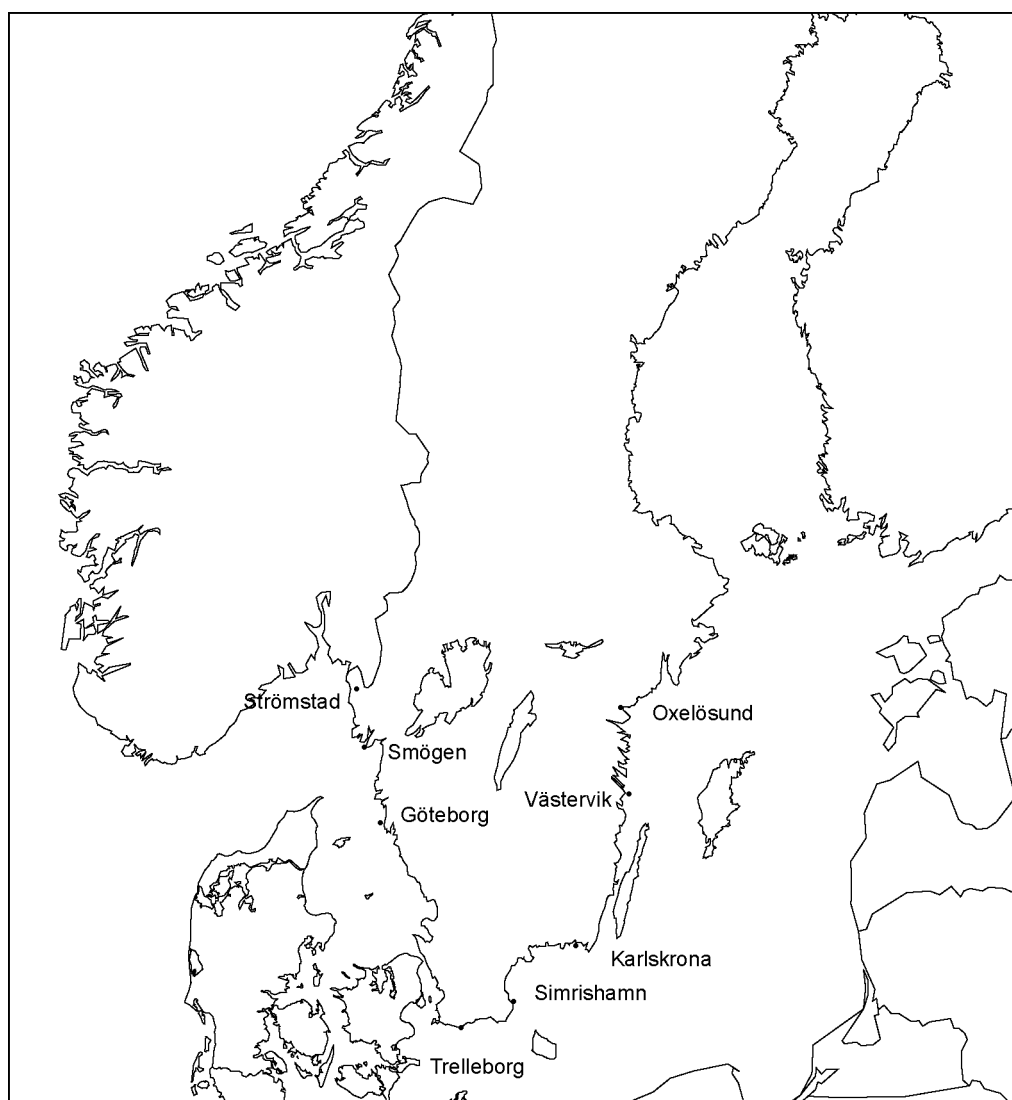 Strömstad
Oxelösund
Smögen
Västervik
Göteborg
Karlskrona
Simrishamn
Trelleborg